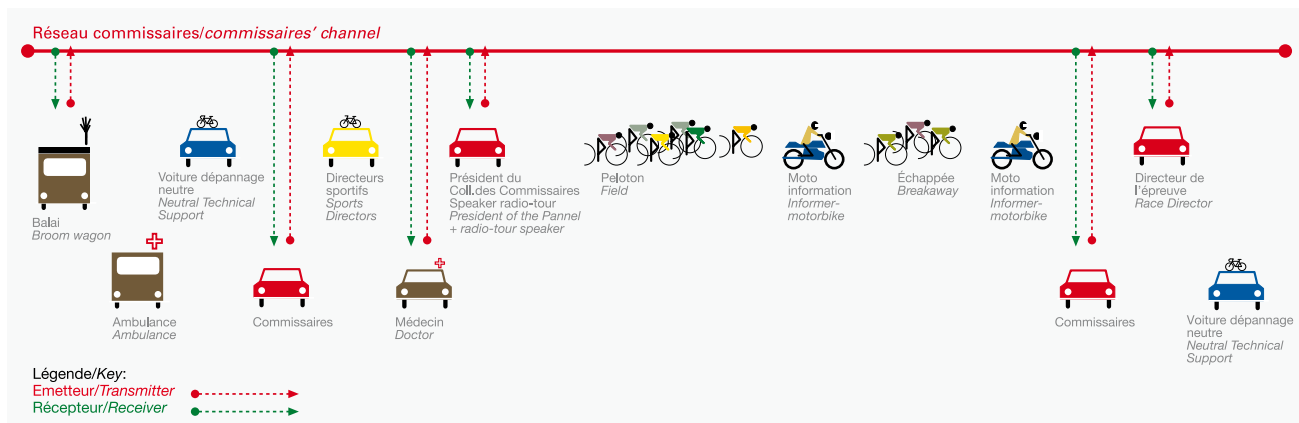 Réseau commissaires/commissaires' channel
Balai
Broom wagon
Ambulance
Ambulance
Voiture dépannage
neutre
Neutral Technical
Support
Commissaires
Directeurs
sportifs
Sports
Directors
Médecin
Doctor
Président du
Coll.des Commissaires
Speaker radio-tour
President of the Pannel
+ radio-tour speaker
Peloton
Field
Moto
information
Informer-
motorbike
Échappée
Breakaway
Moto
information
Informer-
motorbike
Commissaires
Directeur de
l'épreuve
Race Director
Voiture dépannage
neutre
Neutral Technical
Support
Légende/Key:
Emetteur/Transmitter
Récepteur/Receiver